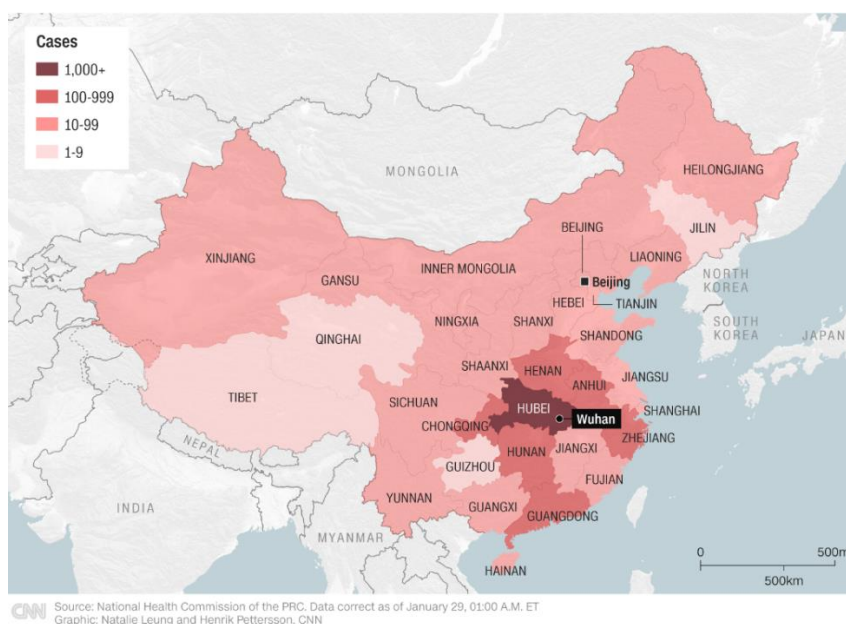 Cases
1,000+
100-999
10-99
1-9
MONGOLIA
HEILONGJIANG
JILIN
BEILING
LIAONING
XINJIANG
INNER MONGOLIA
GANSU
Beijing
NORTH
KOREA
HEBEI
TIANJIN
NINGXIA
SHANXI
SHANDONG
SOUTH
KOREA
JAPAN
QINGHAI
SHAANXI
HENAN
ANHUI
JIANGSU
TIBET
SICHUAN
HUBEI
Wuhan
SHANGHAI
CHONGQING
ZHEJIANG
NEPAL
HUNAN
JIANGXI
GUIZHOU
FUJIAN
YUNNAN
GUANGXI
GUANGDONG
INDIA
MYANMAR
HAINAN
0 500m
500km
CNN Source: National Health Commission of the PRC. Data correct as of January 29, 01:00 A.M. ET
Graphic: Natalie Leung and Henrik Pettersson, CNN